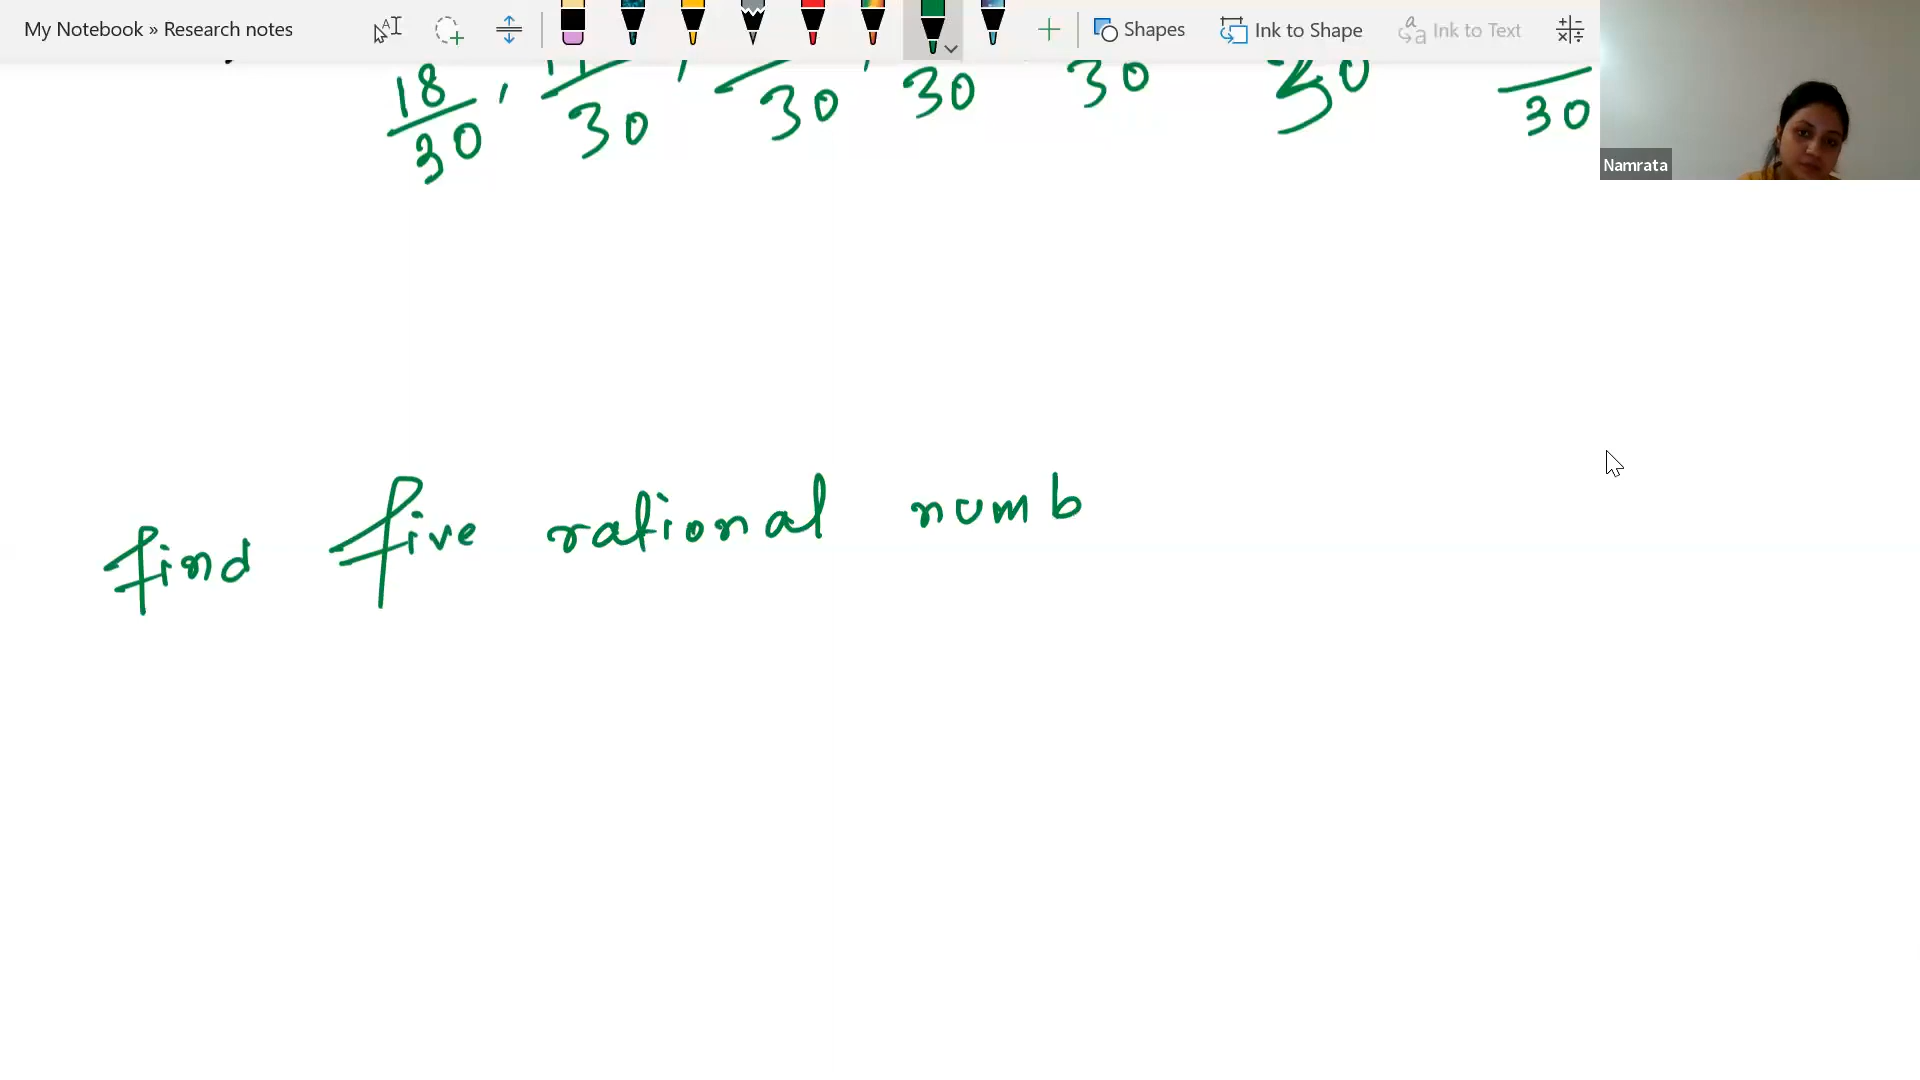 My Notebook » Research notes
Shapes
Ink to Shape
Ink to Text
18/30 , /30 , /30 , 30 30 30 /30
Namrata
find five rational numb